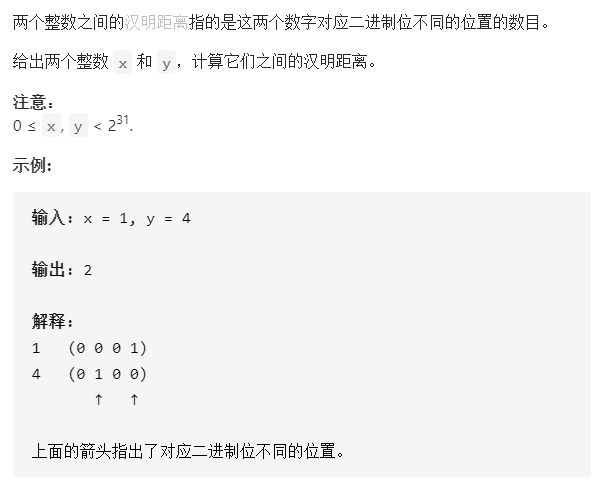 两个整数之间的汉明距离指的是这两个数字对应二进制位不同的位置的数目。
给出两个整数 x 和 y，计算它们之间的汉明距离。
注意：
0 ≤ x, y < 2³¹.
示例:
输入: x = 1, y = 4
输出: 2
解释:
1   (0 0 0 1)
4   (0 1 0 0)
       ↑   ↑
上面的箭头指出了对应二进制位不同的位置。